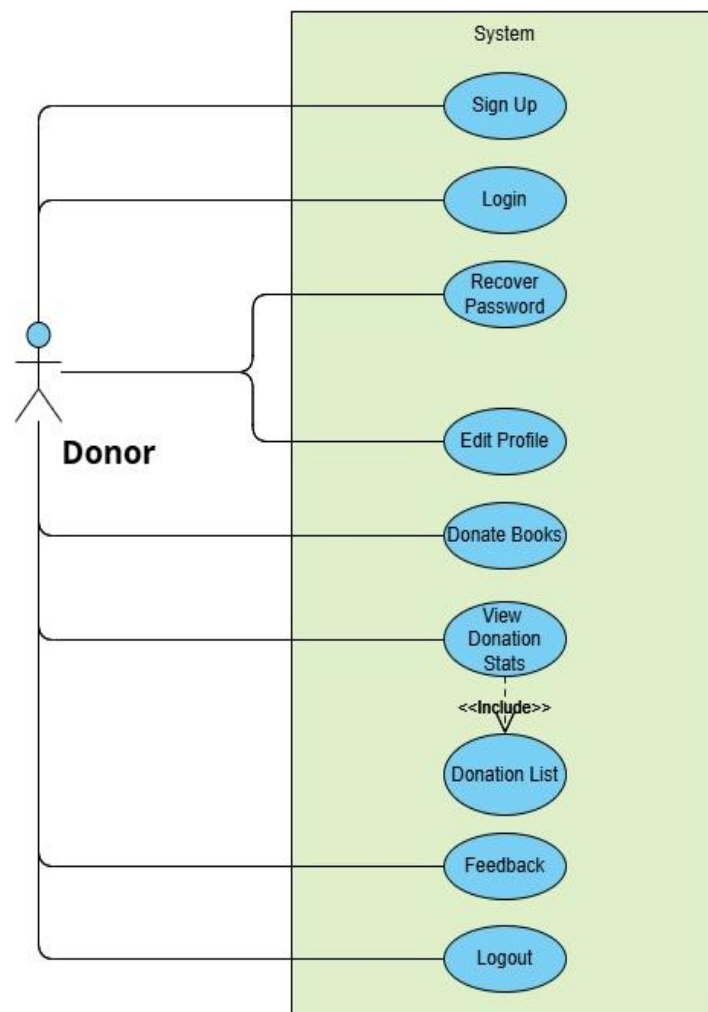 System
Sign Up
Login
Recover
Password
Donor
Edit Profile
Donate Books
View
Donation
Stats
<<Include>>
Donation List
Feedback
Logout